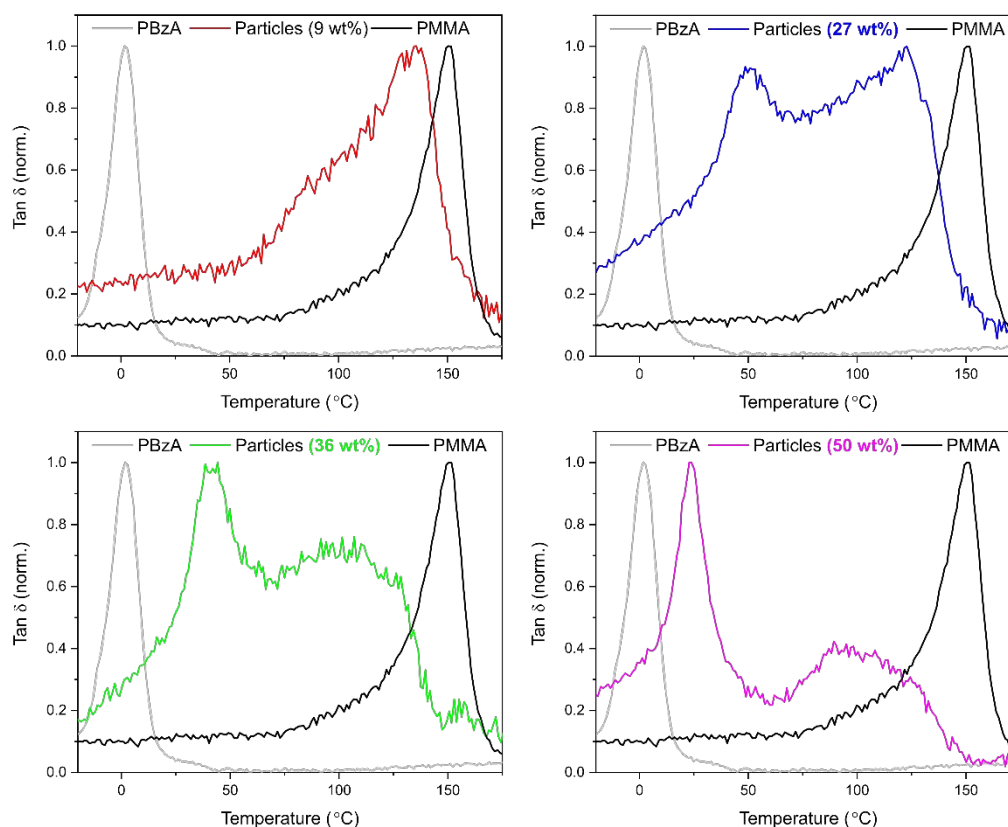 PBzA Particles (9 wt%) PMMA
1.0
0.8
0.6
0.4
0.2
0.0
Tan δ (norm.)
0 50 100 150
Temperature (°C)
PBzA Particles (27 wt%) PMMA
1.0
0.8
0.6
0.4
0.2
0.0
Tan δ (norm.)
0 50 100 150
Temperature (°C)
PBzA Particles (36 wt%) PMMA
1.0
0.8
0.6
0.4
0.2
0.0
Tan δ (norm.)
0 50 100 150
Temperature (°C)
PBzA Particles (50 wt%) PMMA
1.0
0.8
0.6
0.4
0.2
0.0
Tan δ (norm.)
0 50 100 150
Temperature (°C)